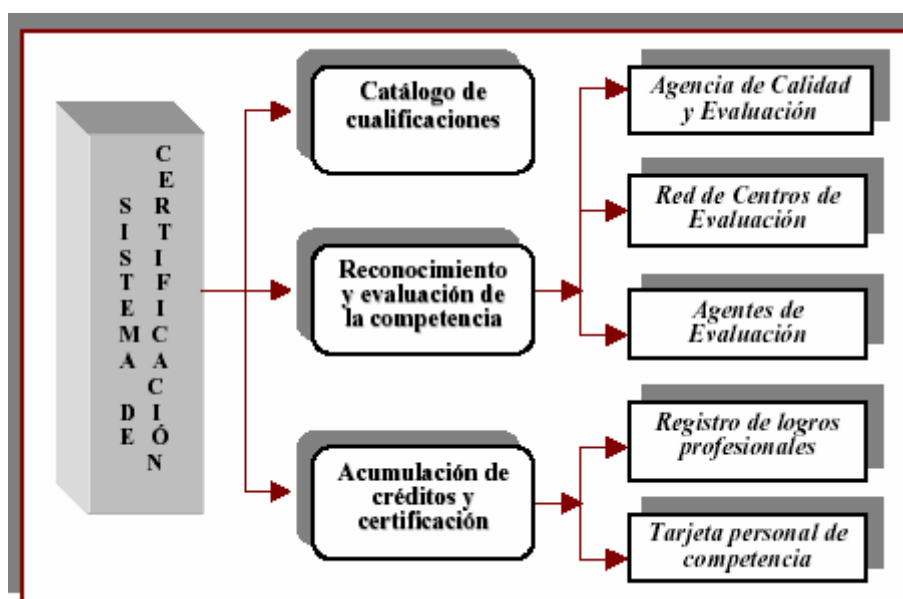 SISTEMA DE
CERTIFICACIÓN
Catálogo de
cualificaciones
Reconocimiento
y evaluación de
la competencia
Acumulación de
créditos y
certificación
Agencia de Calidad
y Evaluación
Red de Centros de
Evaluación
Agentes de
Evaluación
Registro de logros
profesionales
Tarjeta personal de
competencia